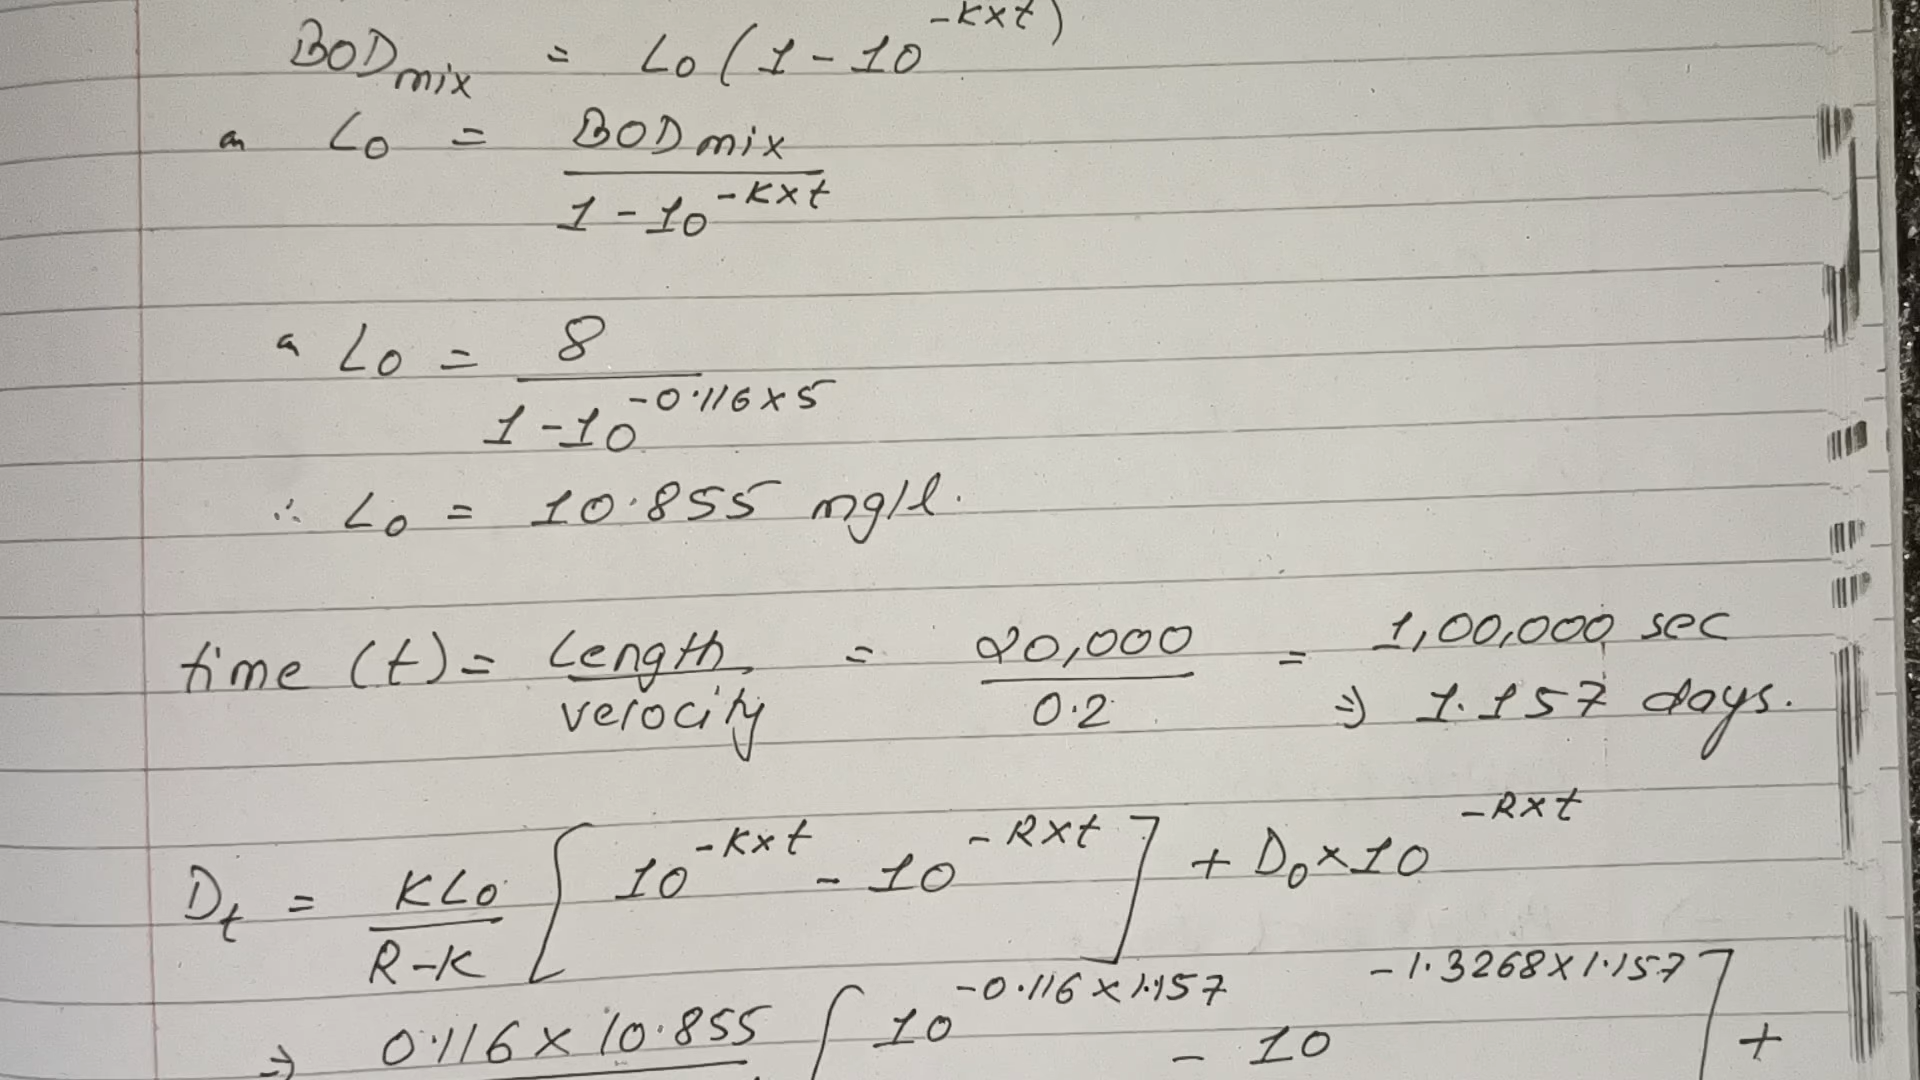 BODmix = Lo (1 - 10^-K×t)
Lo = BODmix / 1 - 10^-K×t
Lo = 8 / 1 - 10^-0.116×5
∴ Lo = 10.855 mg/l.
time (t) = Length / velocity = 20,000 / 0.2 = 1,00,000 sec
⇒ 1.157 days.
Dt = KLo / R-K [10^-K×t - 10^-R×t] + Do×10^-R×t
⇒ 0.116 × 10.855 [10^-0.116×1.157 - 10^-1.3268×1.157] +